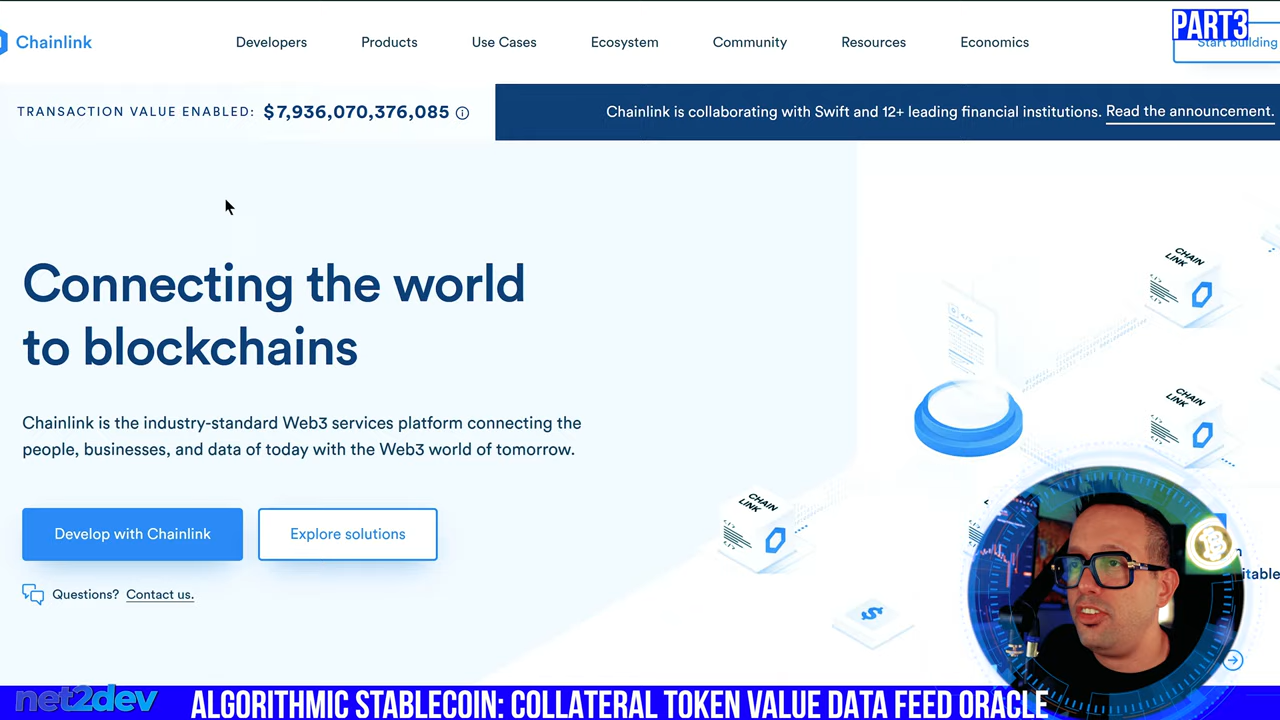 PART3
Chainlink
Developers
Products
Use Cases
Ecosystem
Community
Resources
Economics
Start building
TRANSACTION VALUE ENABLED: $7,936,070,376,085
Chainlink is collaborating with Swift and 12+ leading financial institutions. Read the announcement.
Connecting the world
to blockchains
Chainlink is the industry-standard Web3 services platform connecting the
people, businesses, and data of today with the Web3 world of tomorrow.
Develop with Chainlink
Explore solutions
Questions? Contact us.
CHAIN
LINK
CHAIN
LINK
CHAIN
LINK
net2dev
ALGORITHMIC STABLECOIN: COLLATERAL TOKEN VALUE DATA FEED ORACLE